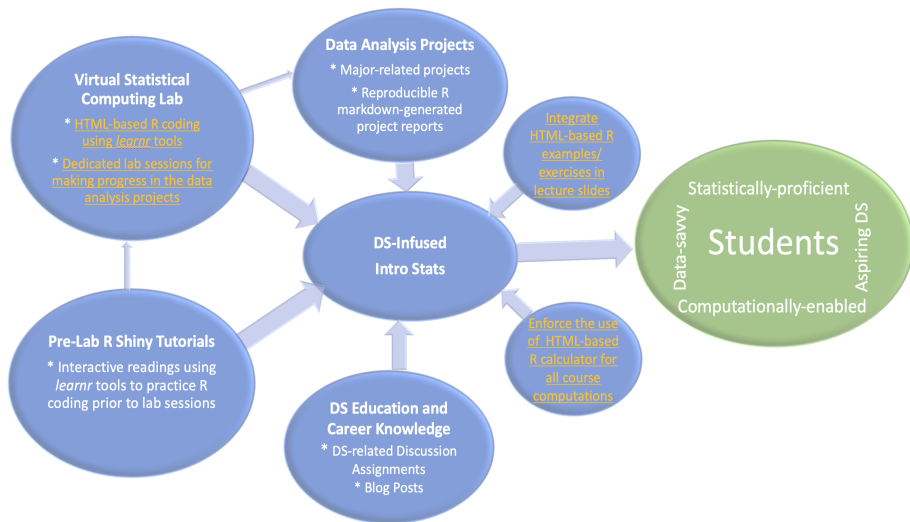 Virtual Statistical
Computing Lab
* HTML-based R coding
using learnr tools
* Dedicated lab sessions for
making progress in the data
analysis projects
Data Analysis Projects
* Major-related projects
* Reproducible R
markdown-generated
project reports
Integrate
HTML-based R
examples/
exercises in
lecture slides
DS-Infused
Intro Stats
Statistically-proficient
Data-savvy
Students
Aspiring DS
Computationally-enabled
Pre-Lab R Shiny Tutorials
* Interactive readings using
learnr tools to practice R
coding prior to lab sessions
DS Education and
Career Knowledge
* DS-related Discussion
Assignments
* Blog Posts
Enforce the use
of HTML-based
R calculator for
all course
computations